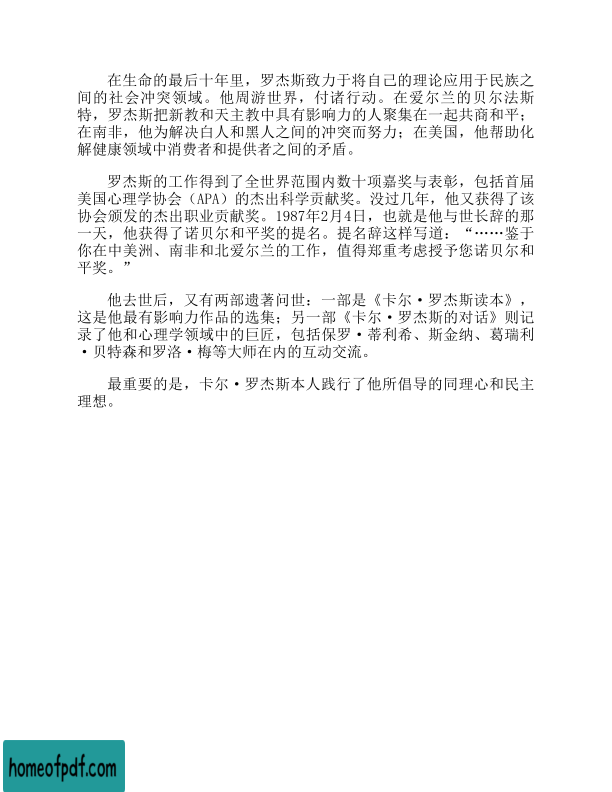 在生命的最后十年里，罗杰斯致力于将自己的理论应用于民族之
间的社会冲突领域。他周游世界，付诸行动。在爱尔兰的贝尔法斯
特，罗杰斯把新教和天主教中具有影响力的人聚集在一起共商和平；
在南非，他为解决白人和黑人之间的冲突而努力；在美国，他帮助化
解健康领域中消费者和提供者之间的矛盾。
罗杰斯的工作得到了全世界范围内数十项嘉奖与表彰，包括首届
美国心理学协会（APA）的杰出科学贡献奖。没过几年，他又获得了该
协会颁发的杰出职业贡献奖。1987年2月4日，也就是他与世长辞的那
一天，他获得了诺贝尔和平奖的提名。提名辞这样写道：“……鉴于
你在中美洲、南非和北爱尔兰的工作，值得郑重考虑授予您诺贝尔和
平奖。”
他去世后，又有两部遗著问世：一部是《卡尔·罗杰斯读本》，
这是他最有影响力作品的选集；另一部《卡尔·罗杰斯的对话》则记
录了他和心理学领域中的巨匠，包括保罗·蒂利希、斯金纳、葛瑞利
·贝特森和罗洛·梅等大师在内的互动交流。
最重要的是，卡尔·罗杰斯本人践行了他所倡导的同理心和民主
理想。
homeofpdf.com